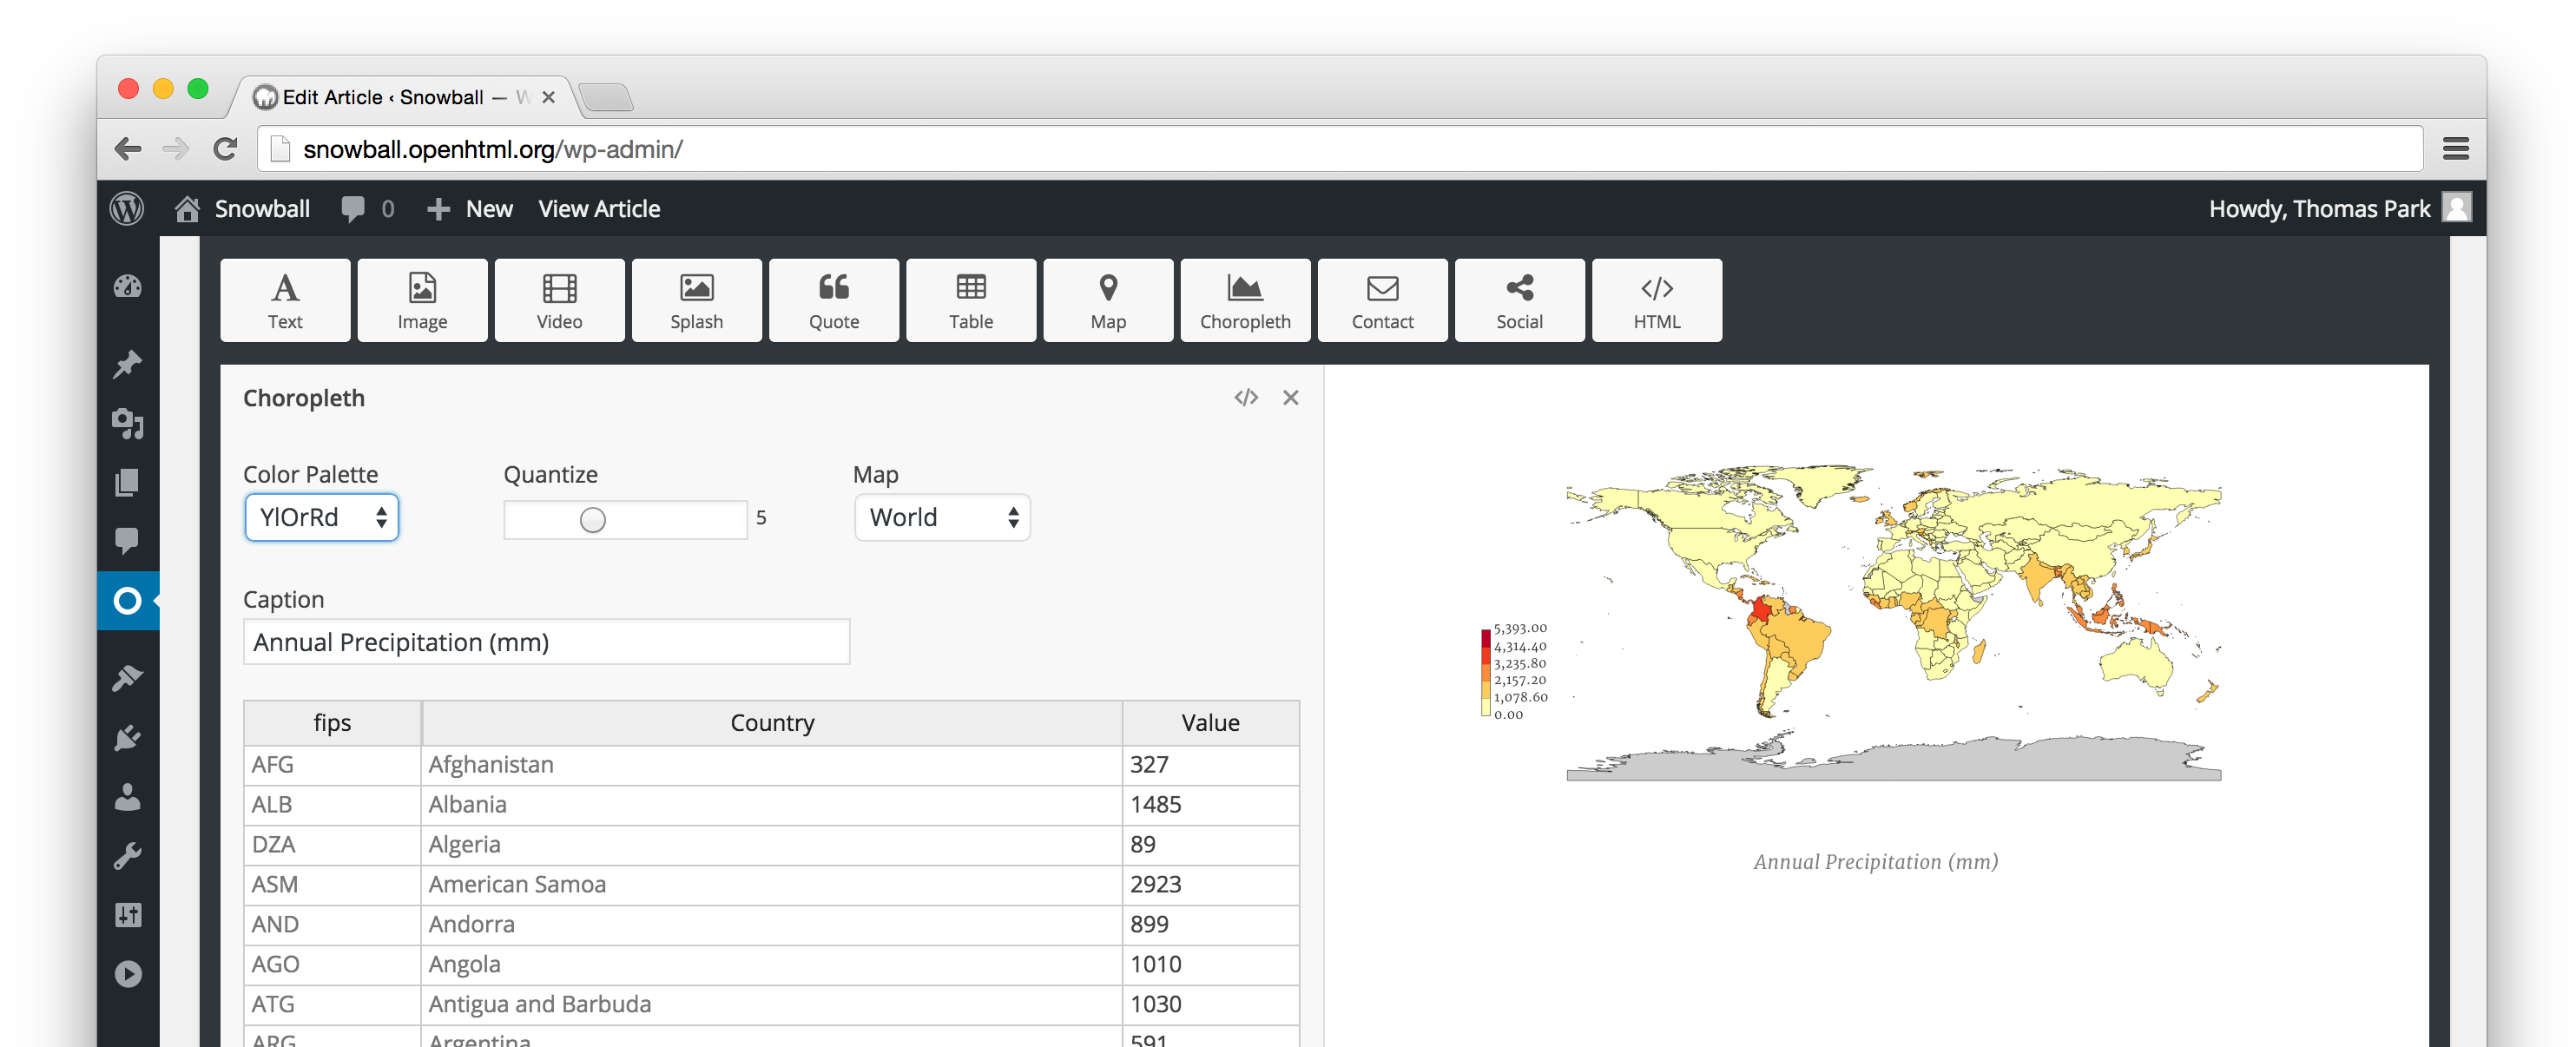 Edit Article ‹ Snowball — W
snowball.openhtml.org/wp-admin/
Snowball 0 New View Article Howdy, Thomas Park
Text Image Video Splash Quote Table Map Choropleth Contact Social HTML
Choropleth
Color Palette Quantize Map
YlOrRd 5 World
Caption
Annual Precipitation (mm)
fips Country Value
AFG Afghanistan 327
ALB Albania 1485
DZA Algeria 89
ASM American Samoa 2923
AND Andorra 899
AGO Angola 1010
ATG Antigua and Barbuda 1030
ARG Argentina 591
5,393.00
4,314.40
3,235.80
2,157.20
1,078.60
0.00
Annual Precipitation (mm)